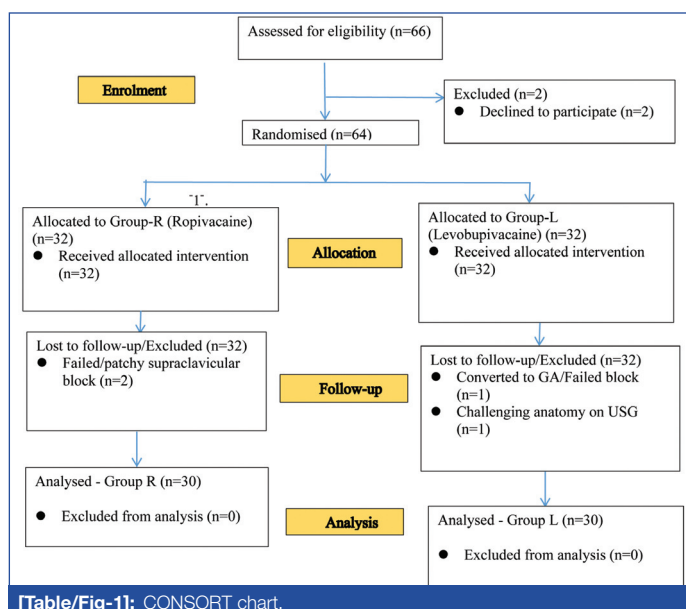 Assessed for eligibility (n=66)
Enrolment
Excluded (n=2)
● Declined to participate (n=2)
Randomised (n=64)
"1".
Allocated to Group-R (Ropivacaine)
(n=32)
● Received allocated intervention
(n=32)
Allocation
Allocated to Group-L
(Levobupivacaine) (n=32)
● Received allocated intervention
(n=32)
Lost to follow-up/Excluded (n=32)
● Failed/patchy supraclavicular
block (n=2)
Follow-up
Lost to follow-up/Excluded (n=32)
● Converted to GA/Failed block
(n=1)
● Challenging anatomy on USG
(n=1)
Analysed - Group R (n=30)
● Excluded from analysis (n=0)
Analysis
Analysed - Group L (n=30)
● Excluded from analysis (n=0)
[Table/Fig-1]: CONSORT chart.